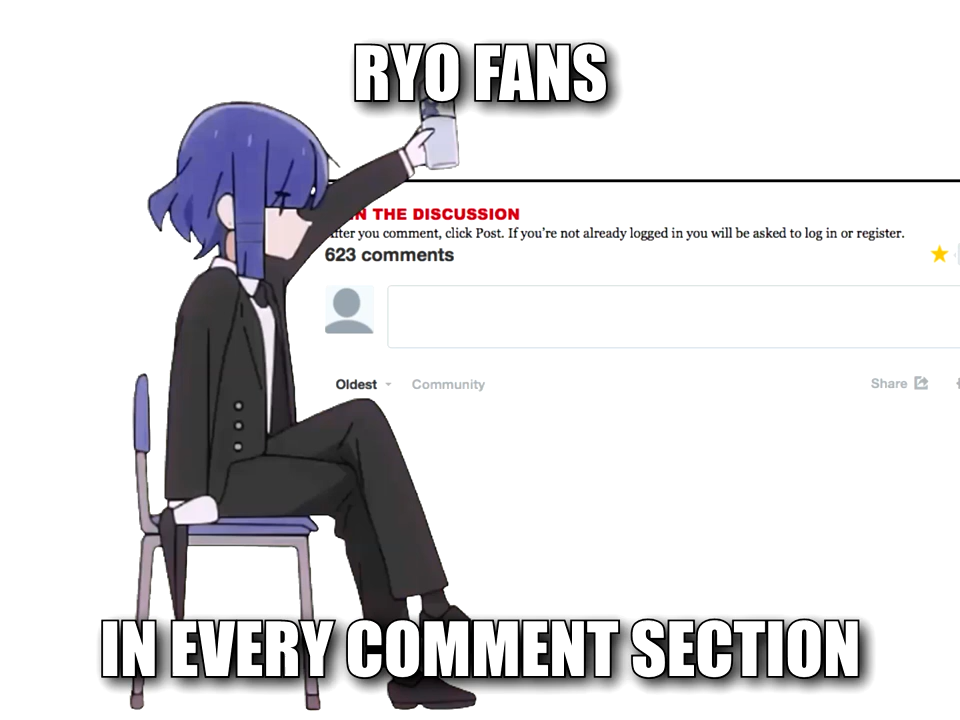 RYO FANS
N THE DISCUSSION
fter you comment, click Post. If you're not already logged in you will be asked to log in or register.
623 comments
Oldest
Community
Share
IN EVERY COMMENT SECTION